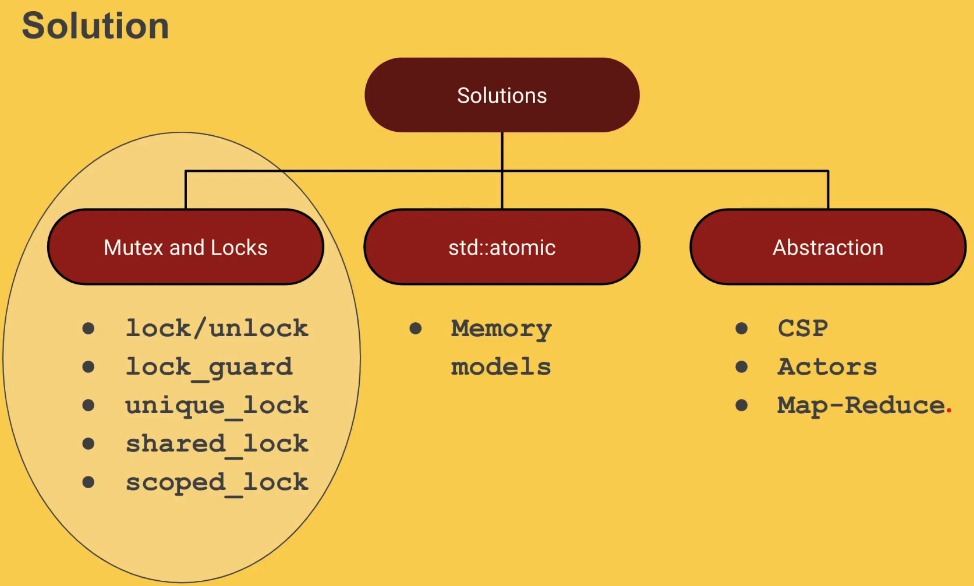 Solution
Solutions
Mutex and Locks
std::atomic
Abstraction
● lock/unlock
● lock_guard
● unique_lock
● shared_lock
● scoped_lock
● Memory
models
● CSP
● Actors
● Map-Reduce.